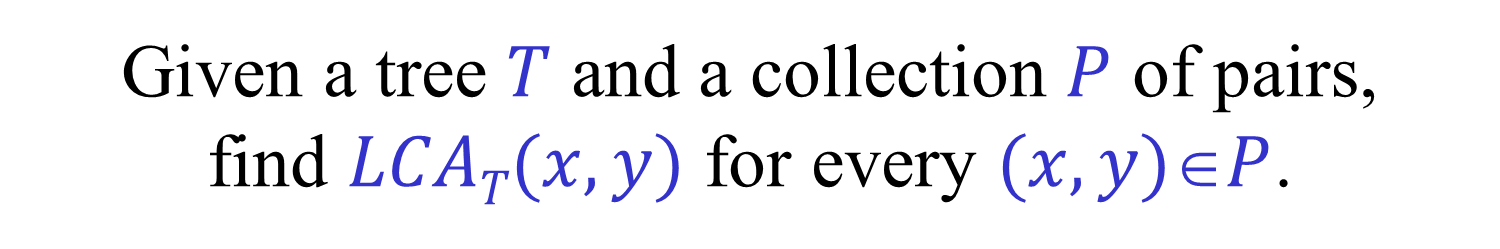 Given a tree T and a collection P of pairs,
find LCA_T(x, y) for every (x, y)∈P.